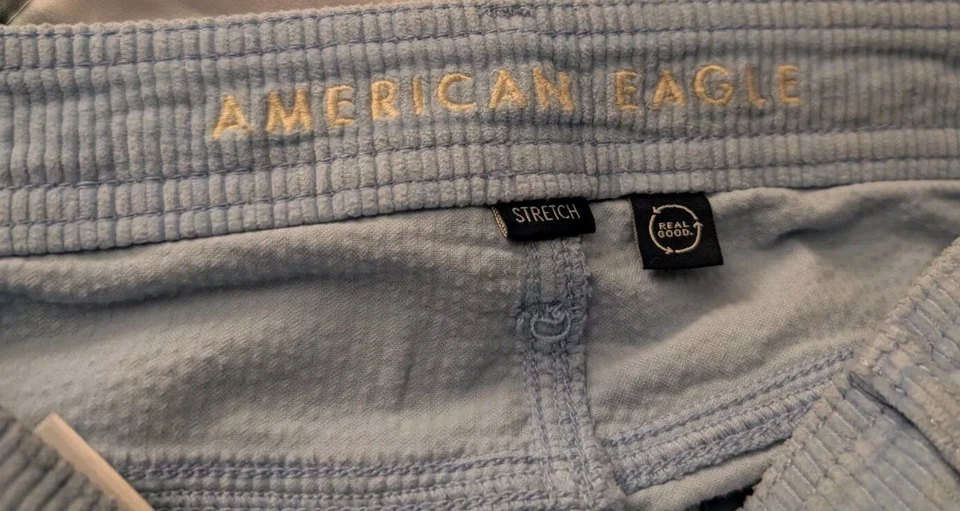 AMERICAN EAGLE
STRETCH
REAL
GOOD.